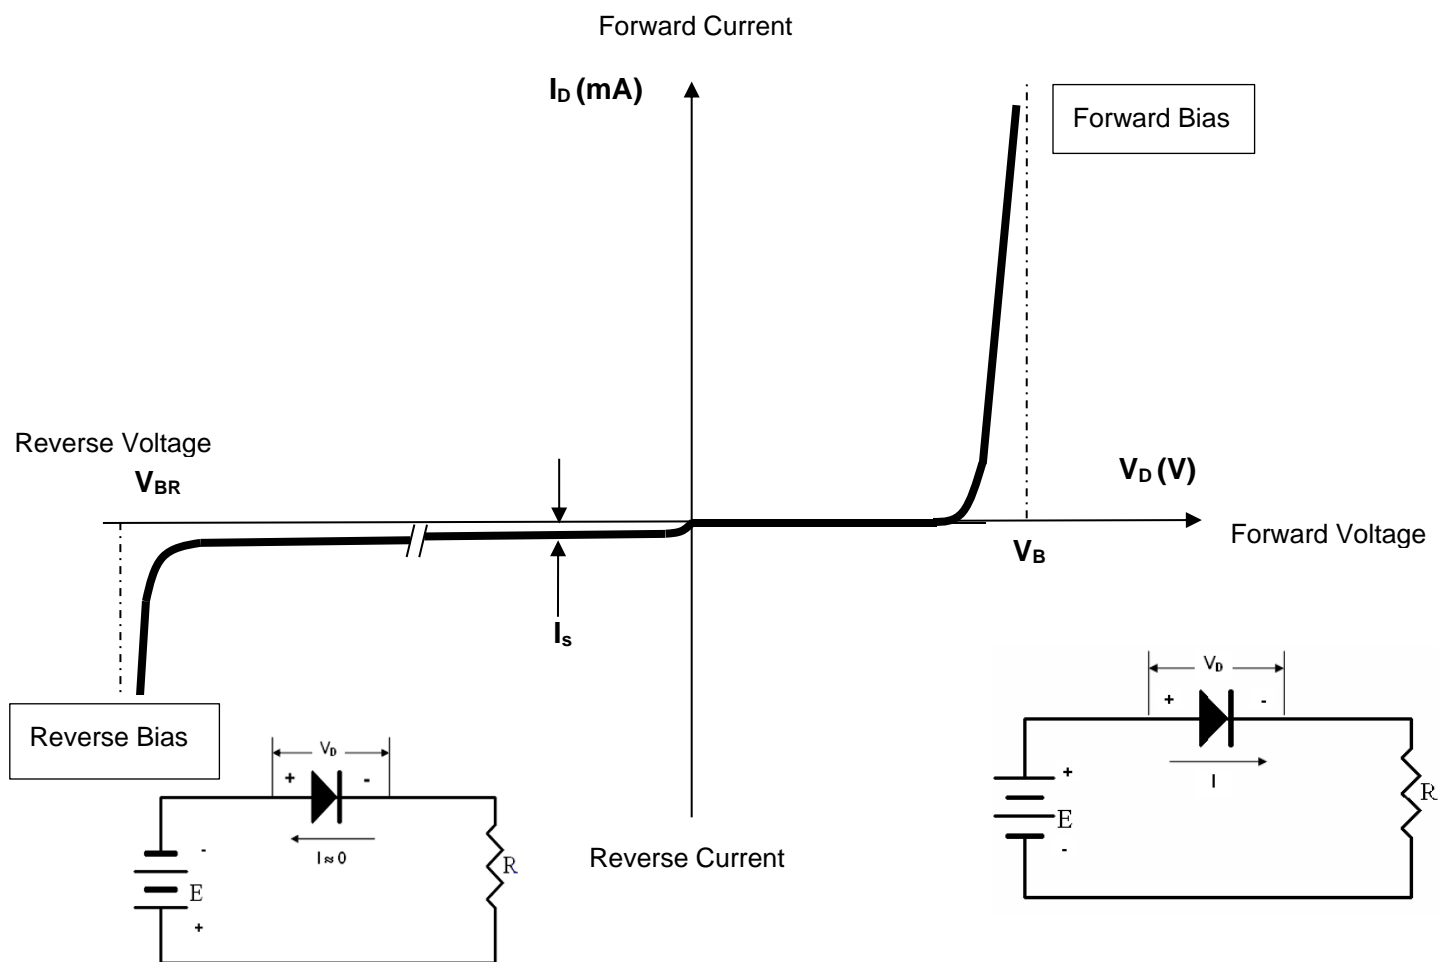 Forward Current
I_D (mA)
Forward Bias
Reverse Voltage
V_BR
V_D (V)
Forward Voltage
V_B
I_s
Reverse Bias
V_D
+ -
I ≈ 0
-
E
+
R
Reverse Current
V_D
+ -
I
+
E
-
R